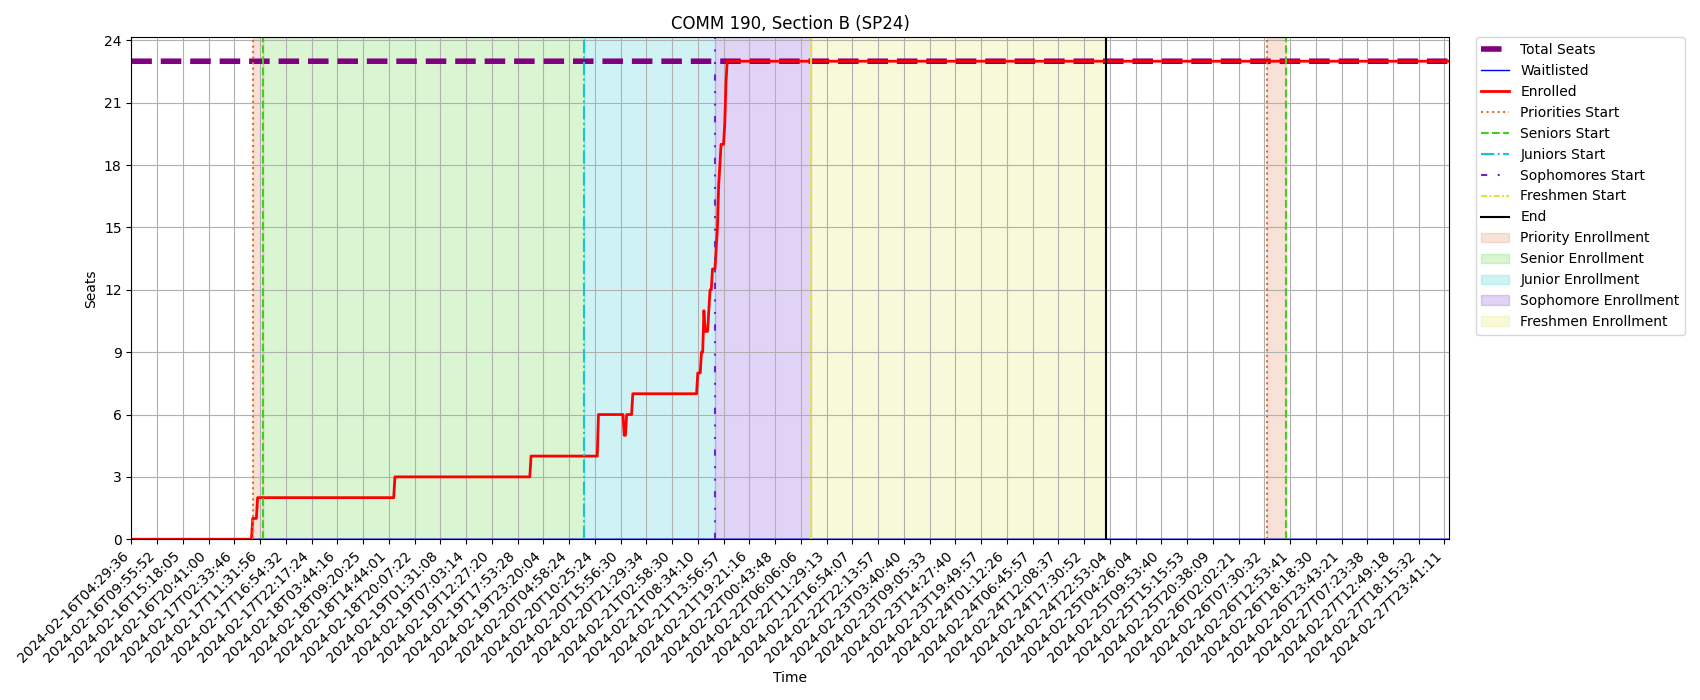 COMM 190, Section B (SP24)
24
21
18
15
12
9
6
3
0
Seats
2024-02-16T04:29:36
2024-02-16T09:55:52
2024-02-16T15:18:05
2024-02-16T20:41:00
2024-02-17T02:33:46
2024-02-17T11:31:56
2024-02-17T16:54:32
2024-02-17T22:17:24
2024-02-18T03:44:16
2024-02-18T09:20:25
2024-02-18T14:44:01
2024-02-18T20:07:22
2024-02-19T01:31:08
2024-02-19T07:03:14
2024-02-19T12:27:20
2024-02-19T17:53:28
2024-02-19T23:20:04
2024-02-20T04:58:24
2024-02-20T10:25:24
2024-02-20T15:56:30
2024-02-20T21:29:34
2024-02-21T02:58:30
2024-02-21T08:34:10
2024-02-21T13:56:57
2024-02-21T19:21:16
2024-02-22T00:43:48
2024-02-22T06:06:06
2024-02-22T11:29:13
2024-02-22T16:54:07
2024-02-22T22:13:57
2024-02-23T03:40:40
2024-02-23T09:05:33
2024-02-23T14:27:40
2024-02-23T19:49:57
2024-02-24T01:12:26
2024-02-24T06:45:57
2024-02-24T12:08:37
2024-02-24T17:30:52
2024-02-24T22:53:04
2024-02-25T04:26:04
2024-02-25T09:53:40
2024-02-25T15:15:53
2024-02-25T20:38:09
2024-02-26T02:02:21
2024-02-26T07:30:32
2024-02-26T12:53:41
2024-02-26T18:18:30
2024-02-26T23:43:21
2024-02-27T07:23:38
2024-02-27T12:49:18
2024-02-27T18:15:32
2024-02-27T23:41:11
Time
Total Seats
Waitlisted
Enrolled
Priorities Start
Seniors Start
Juniors Start
Sophomores Start
Freshmen Start
End
Priority Enrollment
Senior Enrollment
Junior Enrollment
Sophomore Enrollment
Freshmen Enrollment